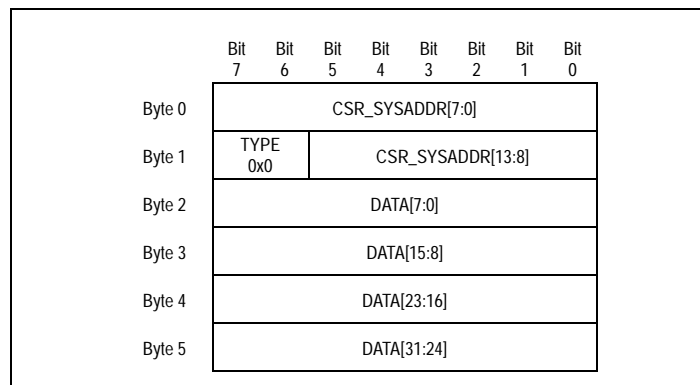 Bit Bit Bit Bit Bit Bit Bit Bit
7 6 5 4 3 2 1 0
Byte 0 CSR_SYSADDR[7:0]
Byte 1 TYPE 0x0 CSR_SYSADDR[13:8]
Byte 2 DATA[7:0]
Byte 3 DATA[15:8]
Byte 4 DATA[23:16]
Byte 5 DATA[31:24]